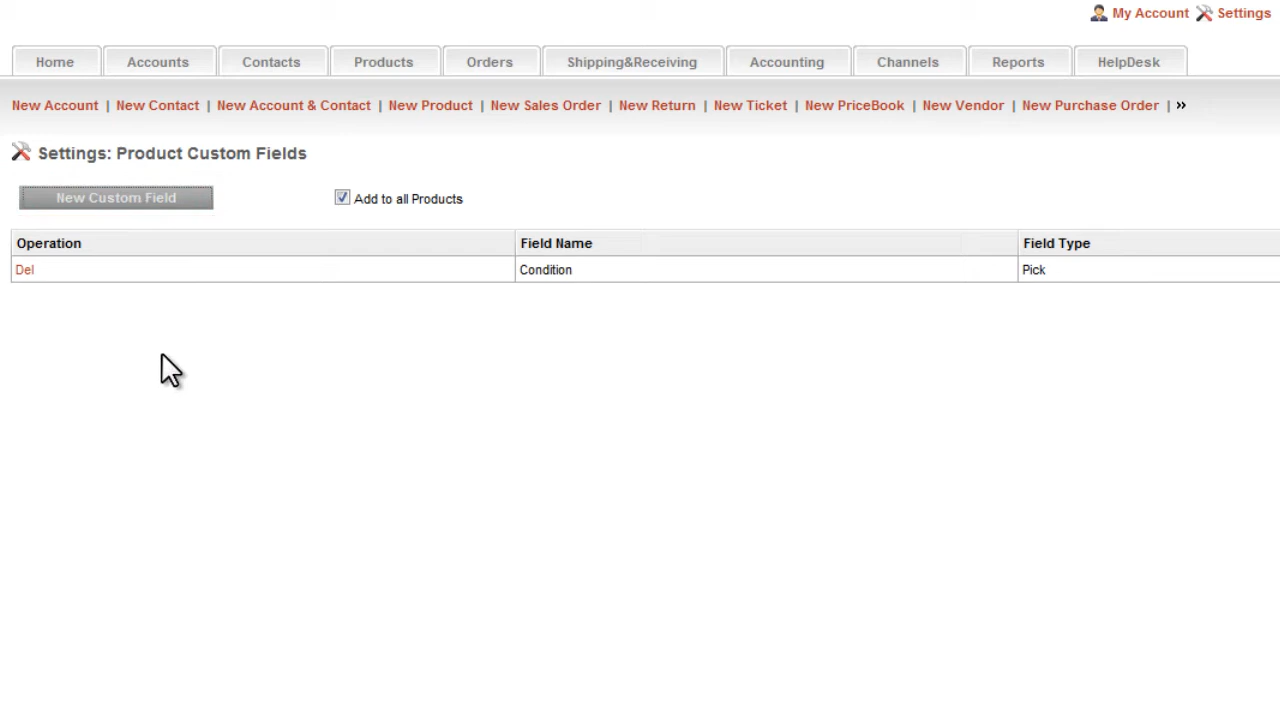 My Account Settings
Home Accounts Contacts Products Orders Shipping&Receiving Accounting Channels Reports HelpDesk
New Account | New Contact | New Account & Contact | New Product | New Sales Order | New Return | New Ticket | New PriceBook | New Vendor | New Purchase Order | »
Settings: Product Custom Fields
New Custom Field Add to all Products
Operation Field Name Field Type
Del Condition Pick